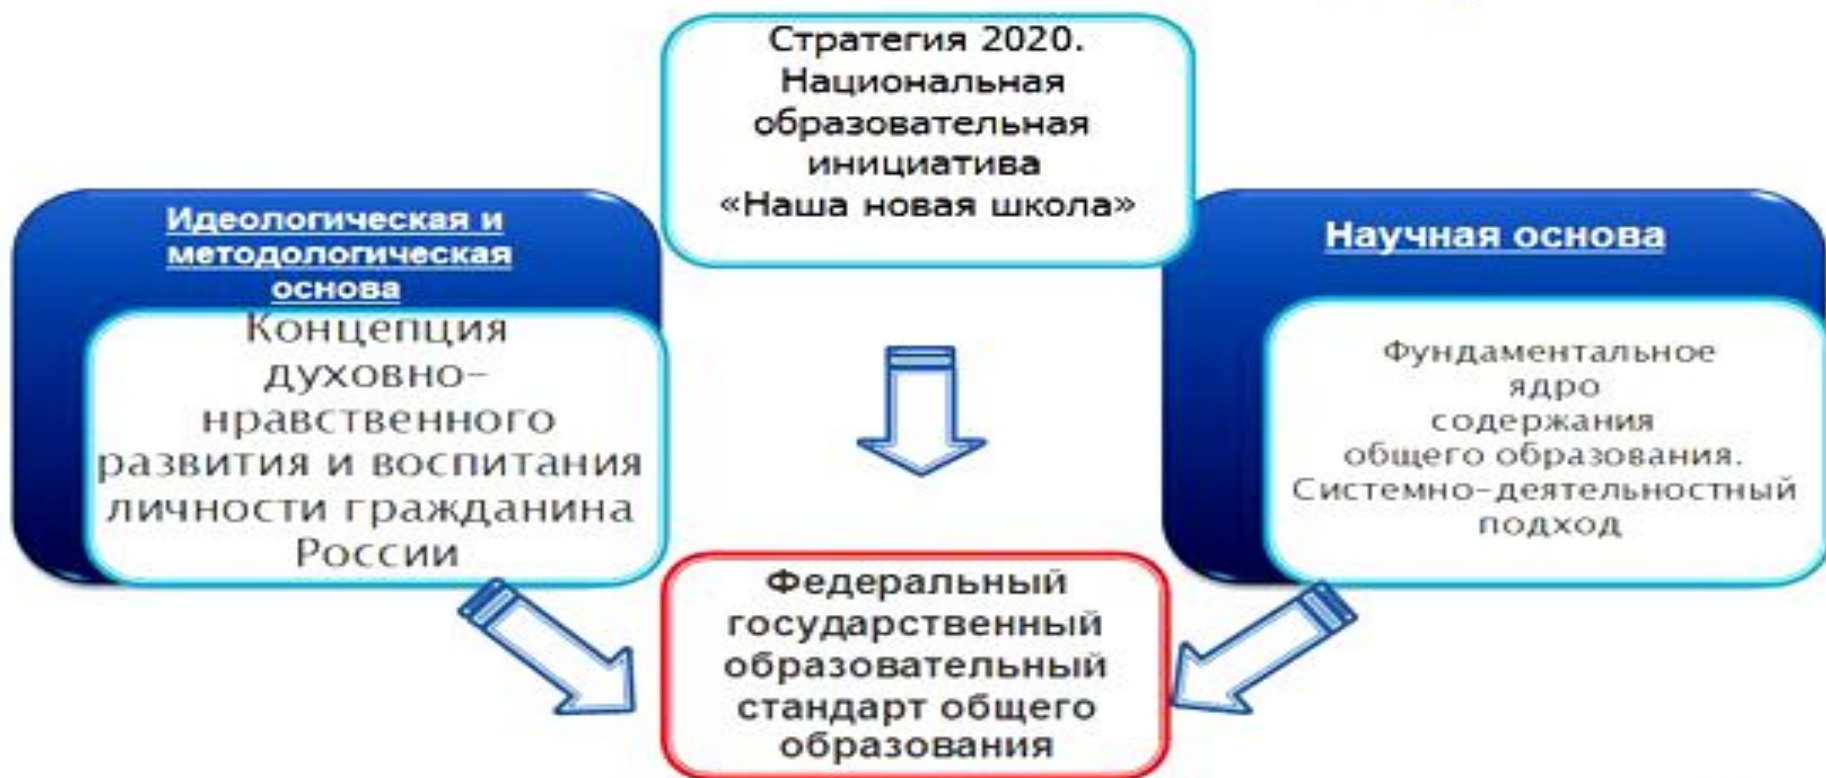 Стратегия 2020.
Национальная
образовательная
инициатива
«Наша новая школа»
Идеологическая и
методологическая
основа
Концепция
духовно-
нравственного
развития и воспитания
личности гражданина
России
Научная основа
Фундаментальное
ядро
содержания
общего образования.
Системно-деятельностный
подход
Федеральный
государственный
образовательный
стандарт общего
образования